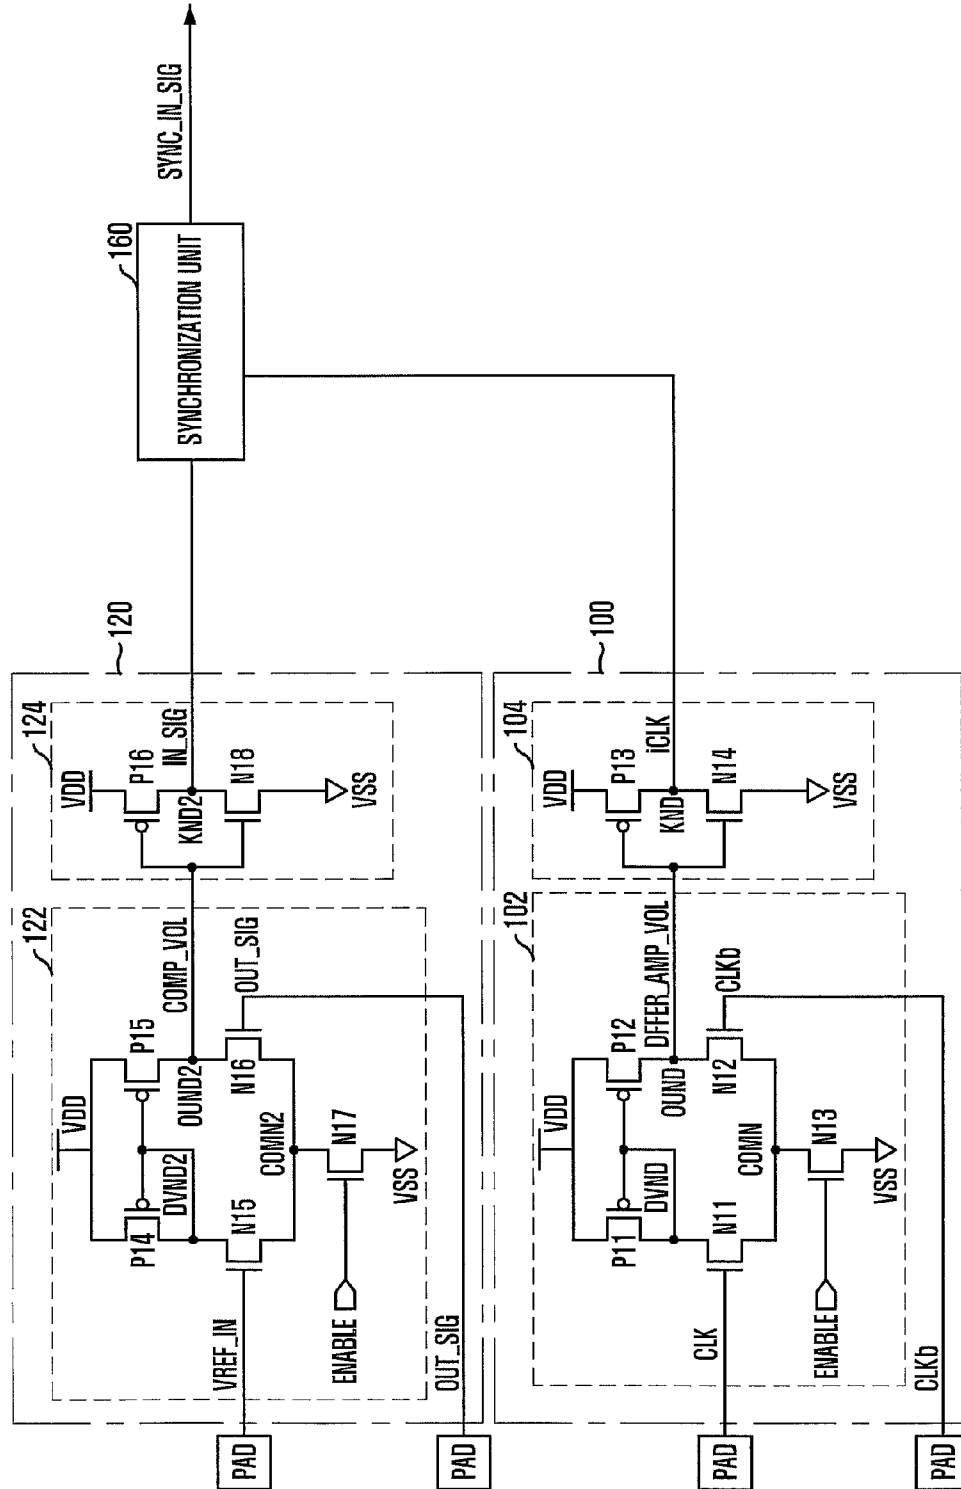 SYNC_IN_SIG
160
SYNCHRONIZATION UNIT
120
124
VDD
P16
IN_SIG
KND2
N18
VSS
122
COMP_VOL
OUT_SIG
VDD
P15
OUND2
N16
P14
DVND2
N15
COMN2
N17
VSS
VREF_IN
ENABLE
OUT_SIG
PAD
PAD
100
104
VDD
P13
iCLK
KND
N14
VSS
102
DFFER_AMP_VOL
CLKb
VDD
P12
OUND
N12
P11
DVND
N11
COMN
N13
VSS
CLK
ENABLE
CLKb
PAD
PAD